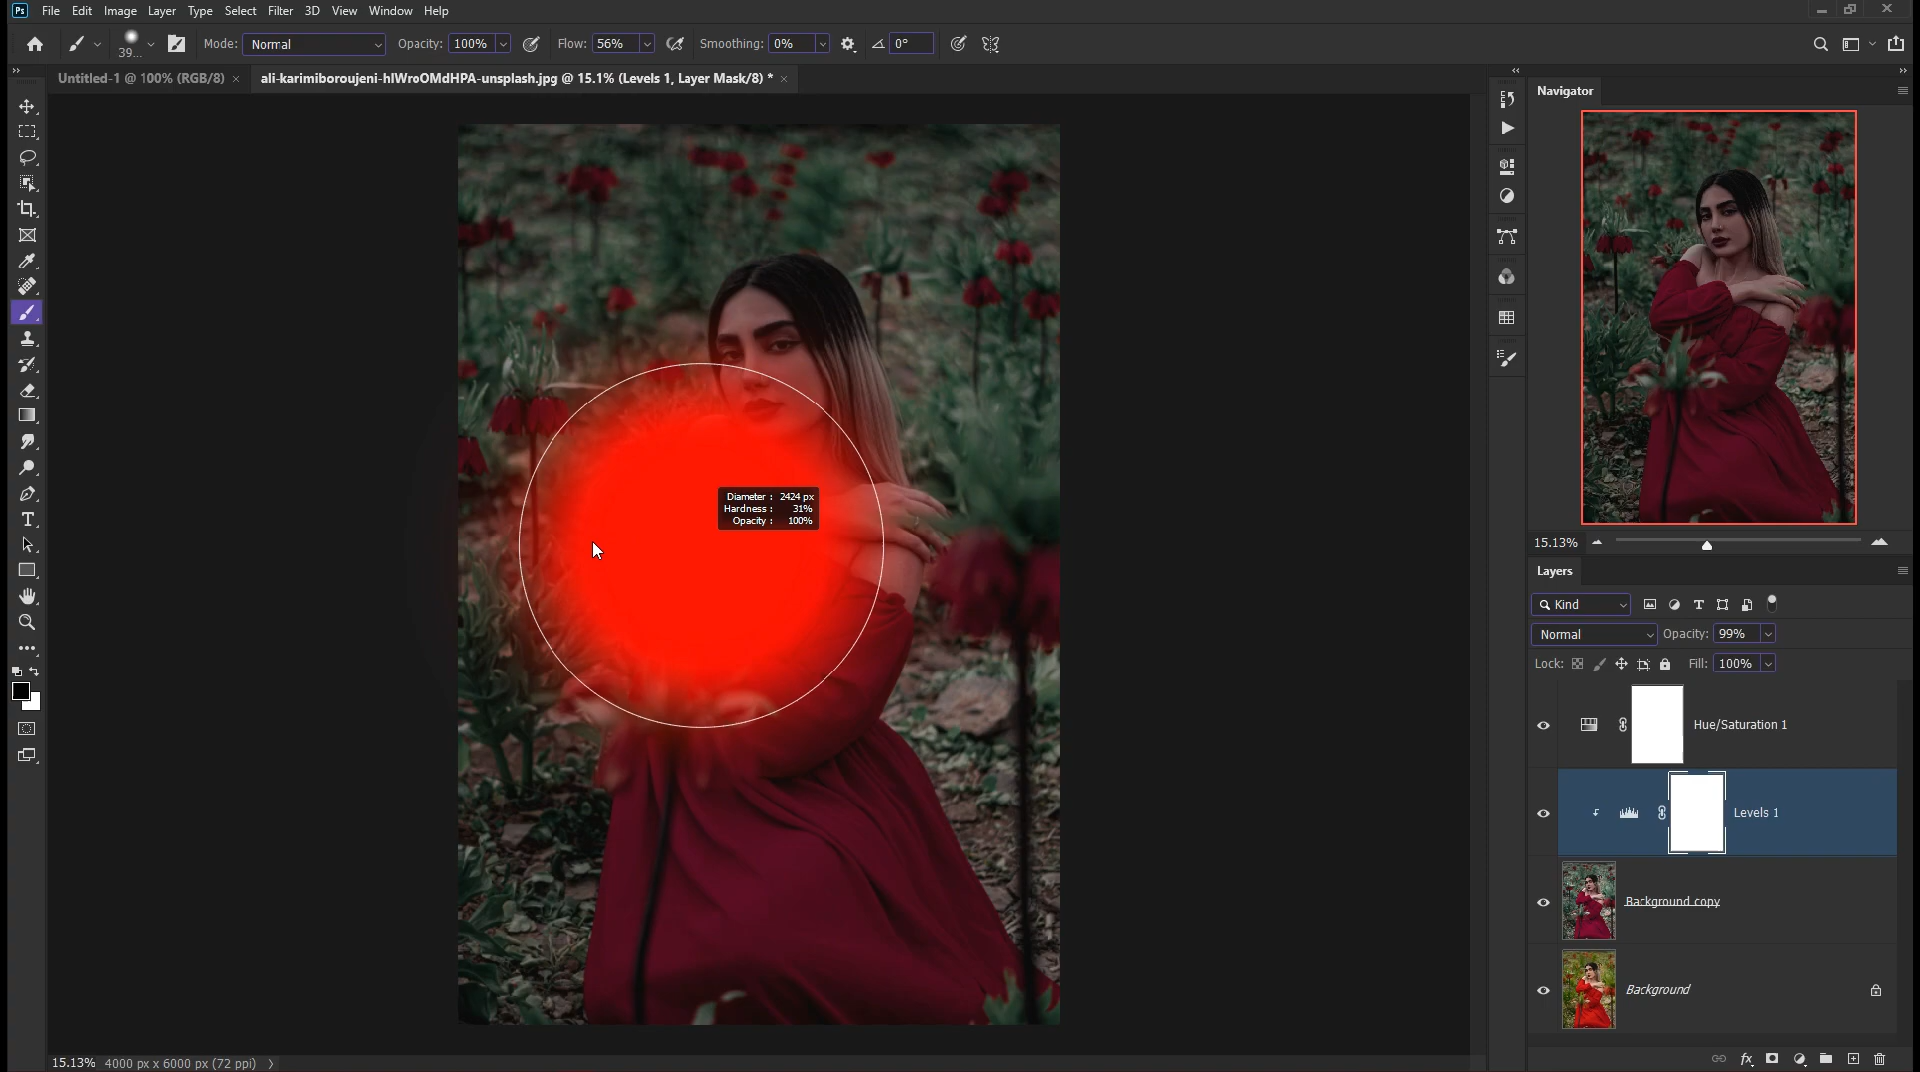 Ps File Edit Image Layer Type Select Filter 3D View Window Help
39... Mode: Normal Opacity: 100% Flow: 56% Smoothing: 0% 0°
Untitled-1 @ 100% (RGB/8) × ali-karimiboroujeni-hlWroOMdHPA-unsplash.jpg @ 15.1% (Levels 1, Layer Mask/8) * ×
Navigator
Diameter : 2424 px
Hardness : 31%
Opacity : 100%
15.13%
Layers
Kind
Normal Opacity: 99%
Lock: Fill: 100%
Hue/Saturation 1
Levels 1
Background copy
Background
fx
15.13% 4000 px x 6000 px (72 ppi)